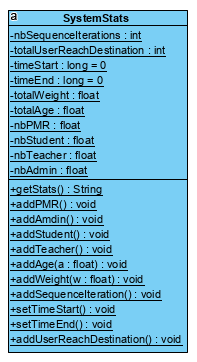 a
SystemStats
-nbSequenceIterations : int
-totalUserReachDestination : int
-timeStart : long = 0
-timeEnd : long = 0
-totalWeight : float
-totalAge : float
-nbPMR : float
-nbStudent : float
-nbTeacher : float
-nbAdmin : float
+getStats() : String
+addPMR() : void
+addAmdin() : void
+addStudent() : void
+addTeacher() : void
+addAge(a : float) : void
+addWeight(w : float) : void
+addSequenceIteration() : void
+setTimeStart() : void
+setTimeEnd() : void
+addUserReachDestination() : void